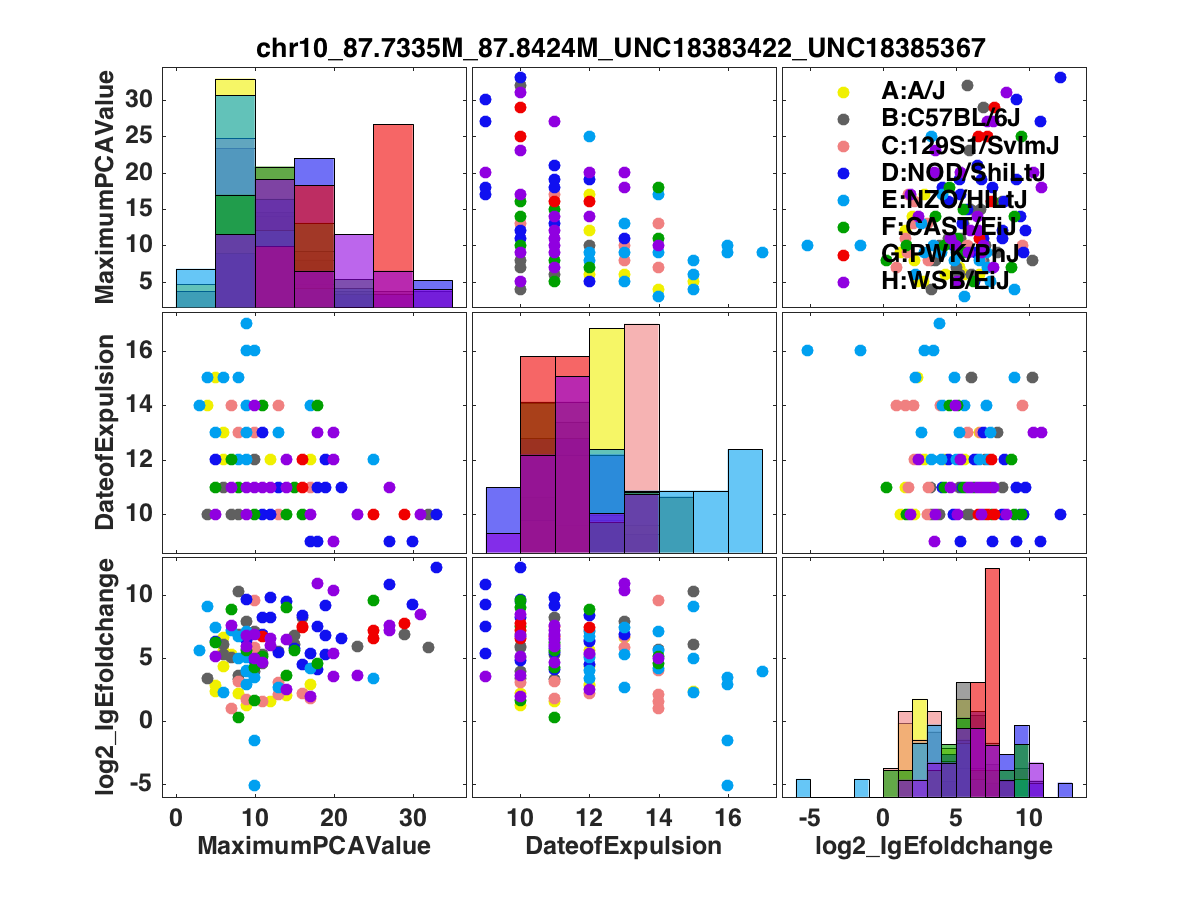 chr10_87.7335M_87.8424M_UNC18383422_UNC18385367
MaximumPCAValue
30
25
20
15
10
5
A:A/J
B:C57BL/6J
C:129S1/SvImJ
D:NOD/ShiLtJ
E:NZO/HILtJ
F:CAST/EiJ
G:PWK/PhJ
H:WSB/EiJ
DateofExpulsion
16
14
12
10
log2_IgEfoldchange
10
5
0
-5
0 10 20 30
10 12 14 16
-5 0 5 10
MaximumPCAValue
DateofExpulsion
log2_IgEfoldchange